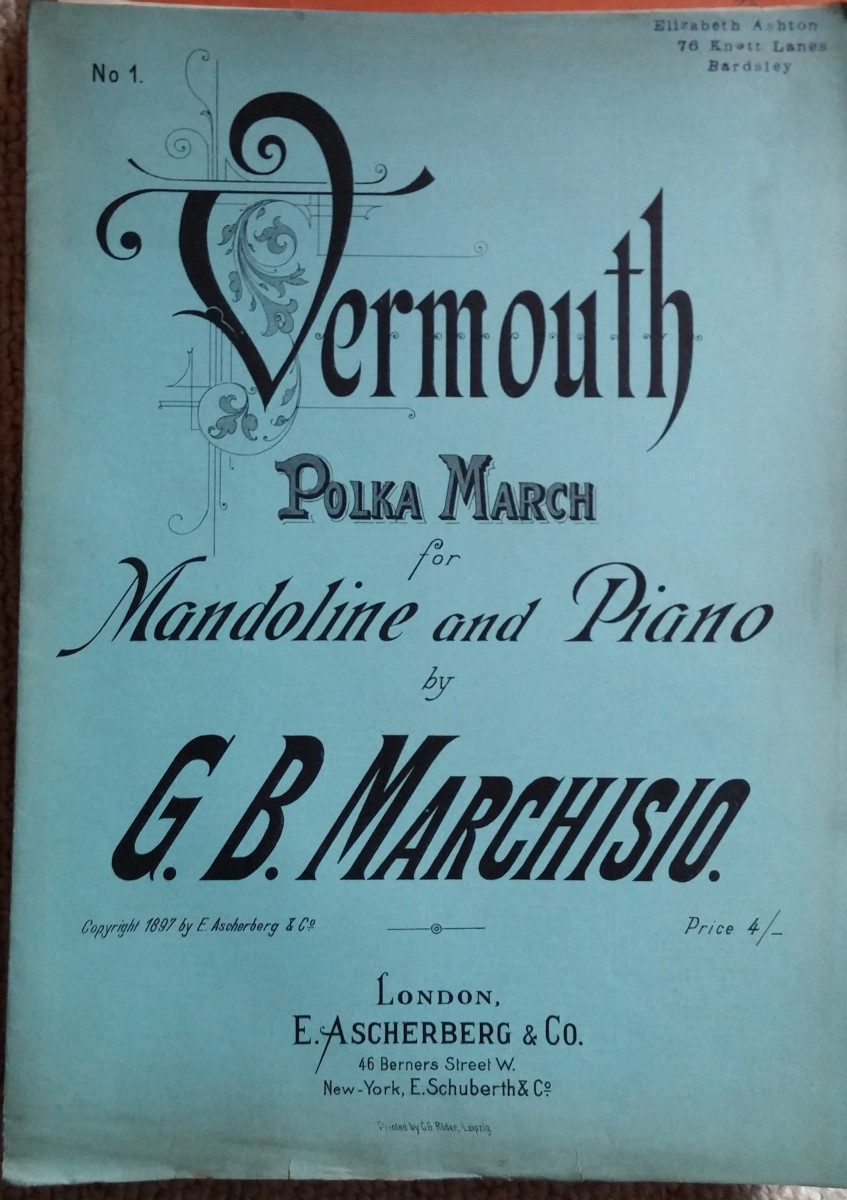 Elizabeth Ashton
76 Knott Lanes
Bardsley
No 1.
Vermouth
POLKA MARCH
for
Mandoline and Piano
by
G. B. MARCHISIO.
Copyright 1897 by E. Ascherberg & Co.
Price 4/_
LONDON,
E. ASCHERBERG & CO.
46 Berners Street W.
New-York, E. Schuberth & Co.
Printed by C.G. Röder, Leipzig